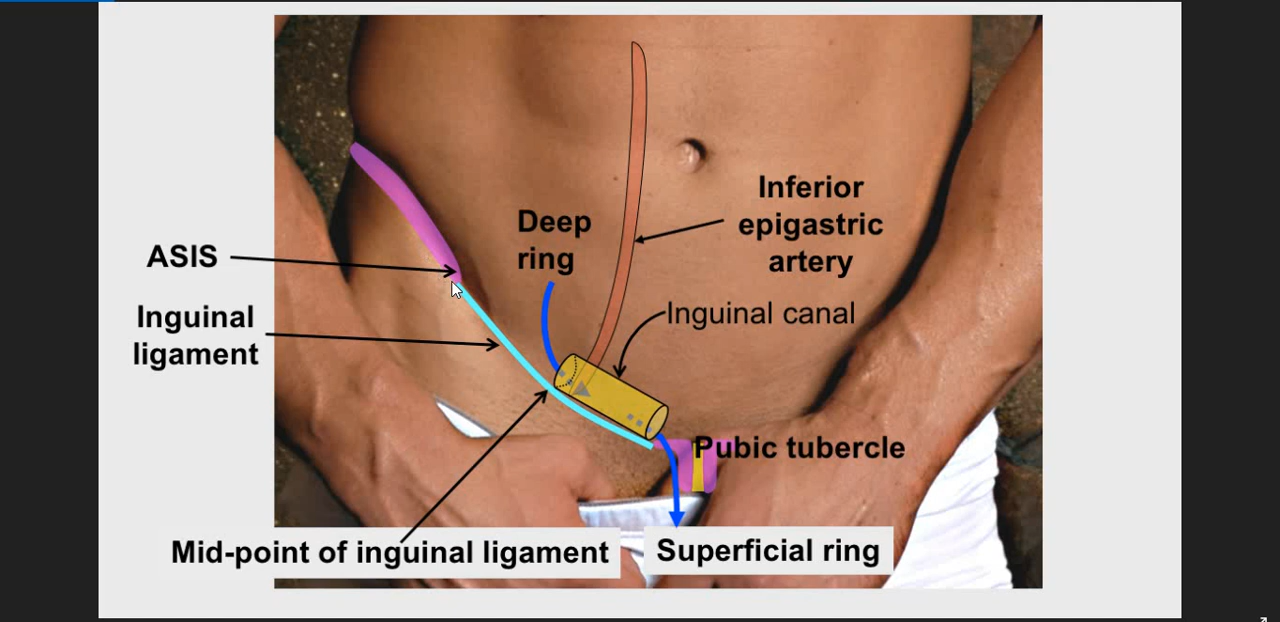 Inferior
epigastric
artery
Deep
ring
ASIS
Inguinal
ligament
Inguinal canal
Pubic tubercle
Mid-point of inguinal ligament
Superficial ring